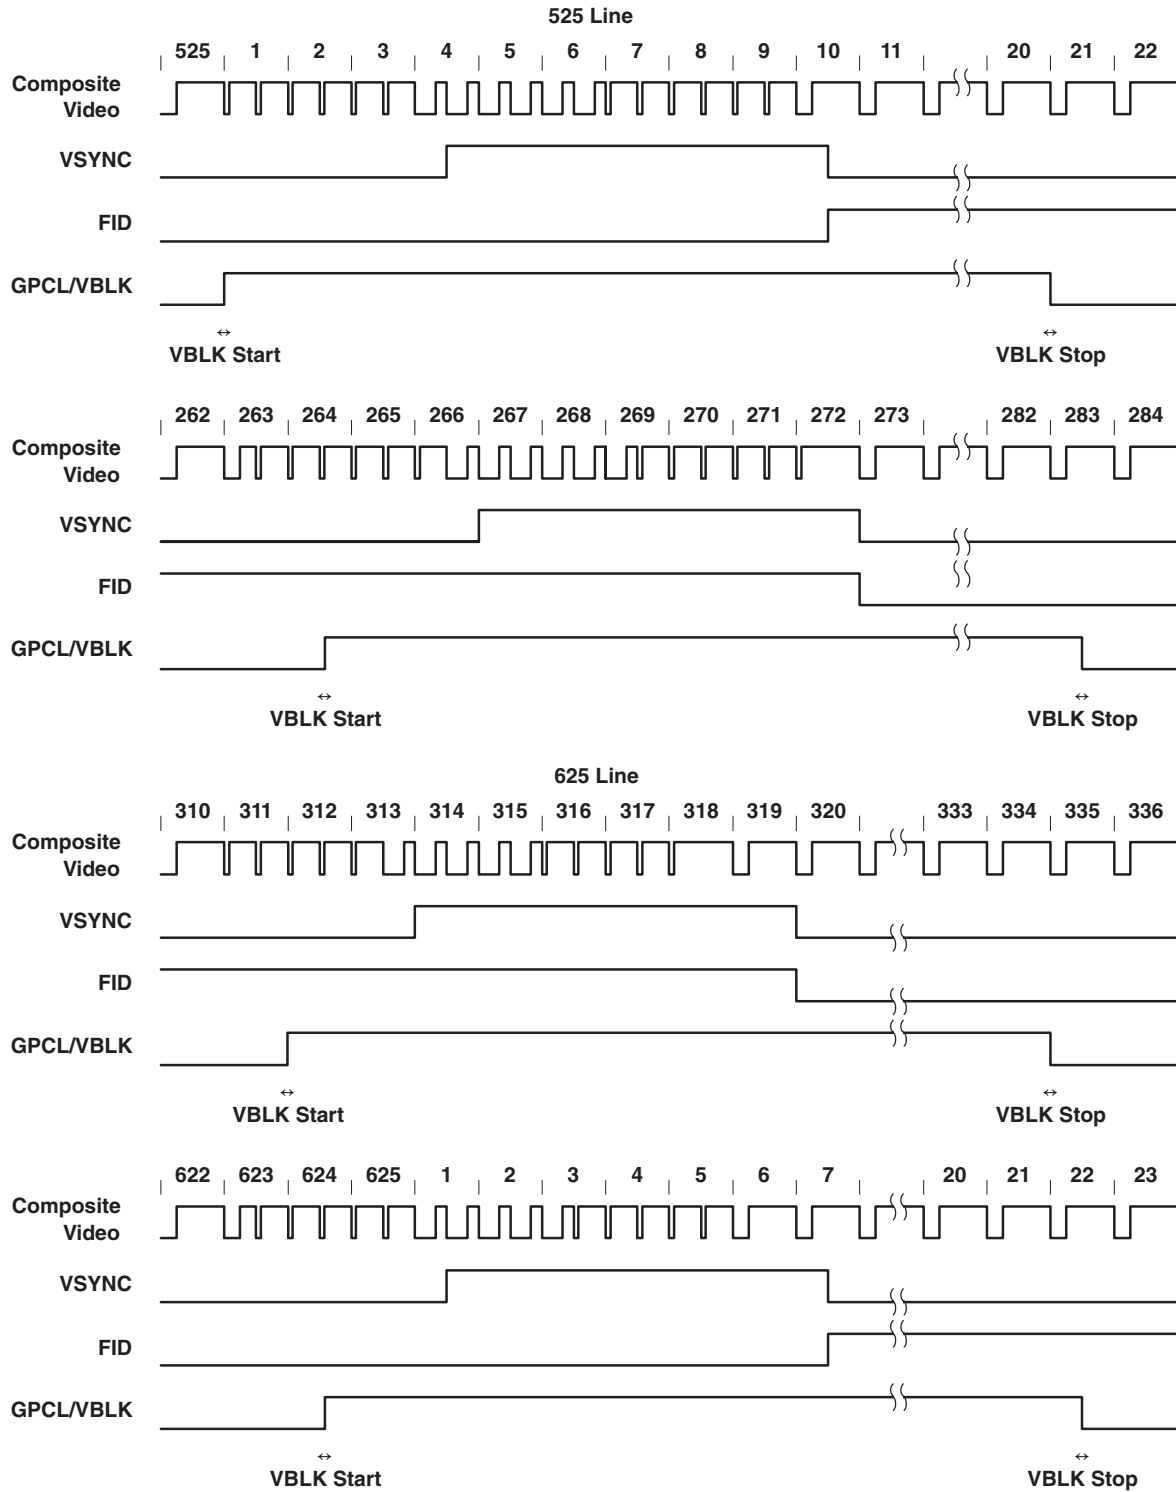 525 Line
525 1 2 3 4 5 6 7 8 9 10 11 20 21 22
Composite
Video
VSYNC
FID
GPCL/VBLK
↔ ↔
VBLK Start VBLK Stop
262 263 264 265 266 267 268 269 270 271 272 273 282 283 284
Composite
Video
VSYNC
FID
GPCL/VBLK
↔ ↔
VBLK Start VBLK Stop
625 Line
310 311 312 313 314 315 316 317 318 319 320 333 334 335 336
Composite
Video
VSYNC
FID
GPCL/VBLK
↔ ↔
VBLK Start VBLK Stop
622 623 624 625 1 2 3 4 5 6 7 20 21 22 23
Composite
Video
VSYNC
FID
GPCL/VBLK
↔ ↔
VBLK Start VBLK Stop